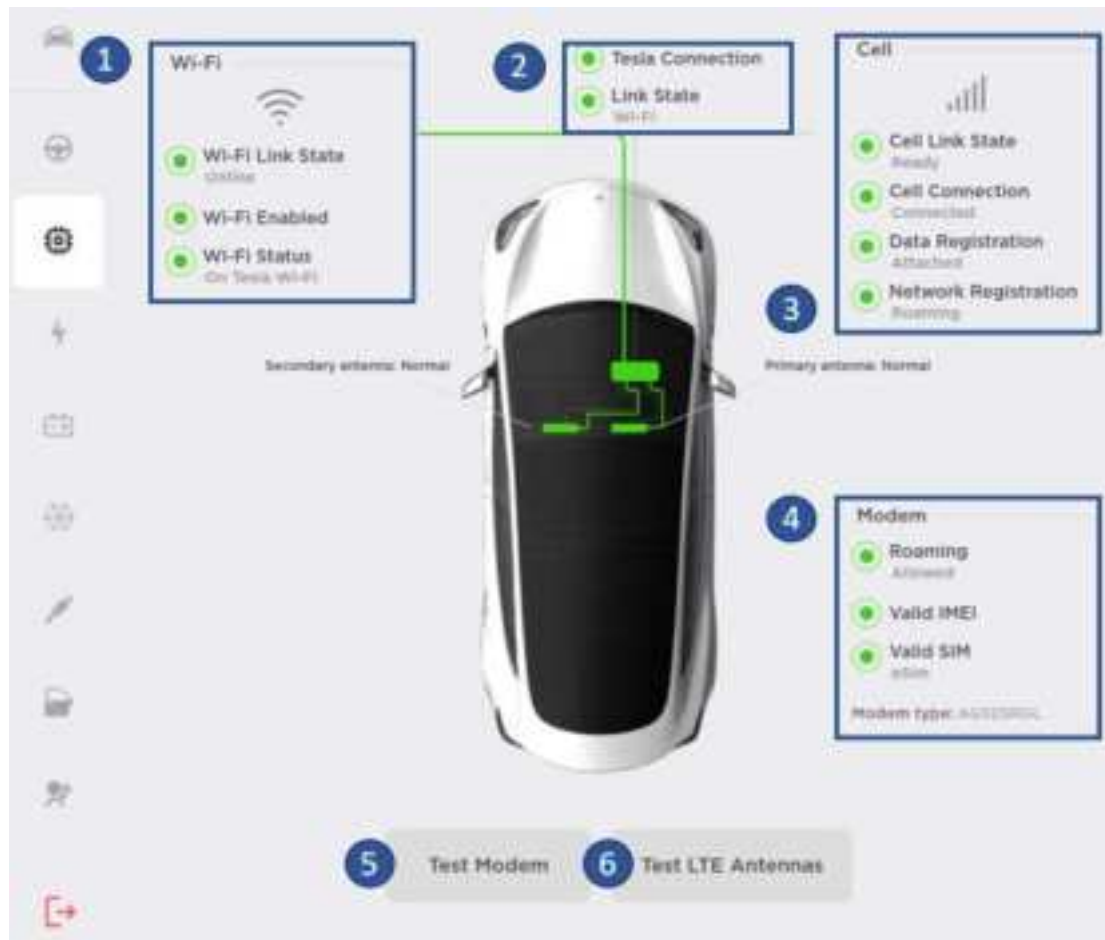 1
Wi-Fi
Wi-Fi Link State
Online
Wi-Fi Enabled
Wi-Fi Status
On Tesla Wi-Fi
2
Tesla Connection
Link State
Wi-Fi
Cell
Cell Link State
Ready
Cell Connection
Connected
Data Registration
Attached
3
Network Registration
Roaming
Secondary antenna: Normal
Primary antenna: Normal
4
Modem
Roaming
Allowed
Valid IMEI
Valid SIM
eSim
Modem type:
5
Test Modem
6
Test LTE Antennas